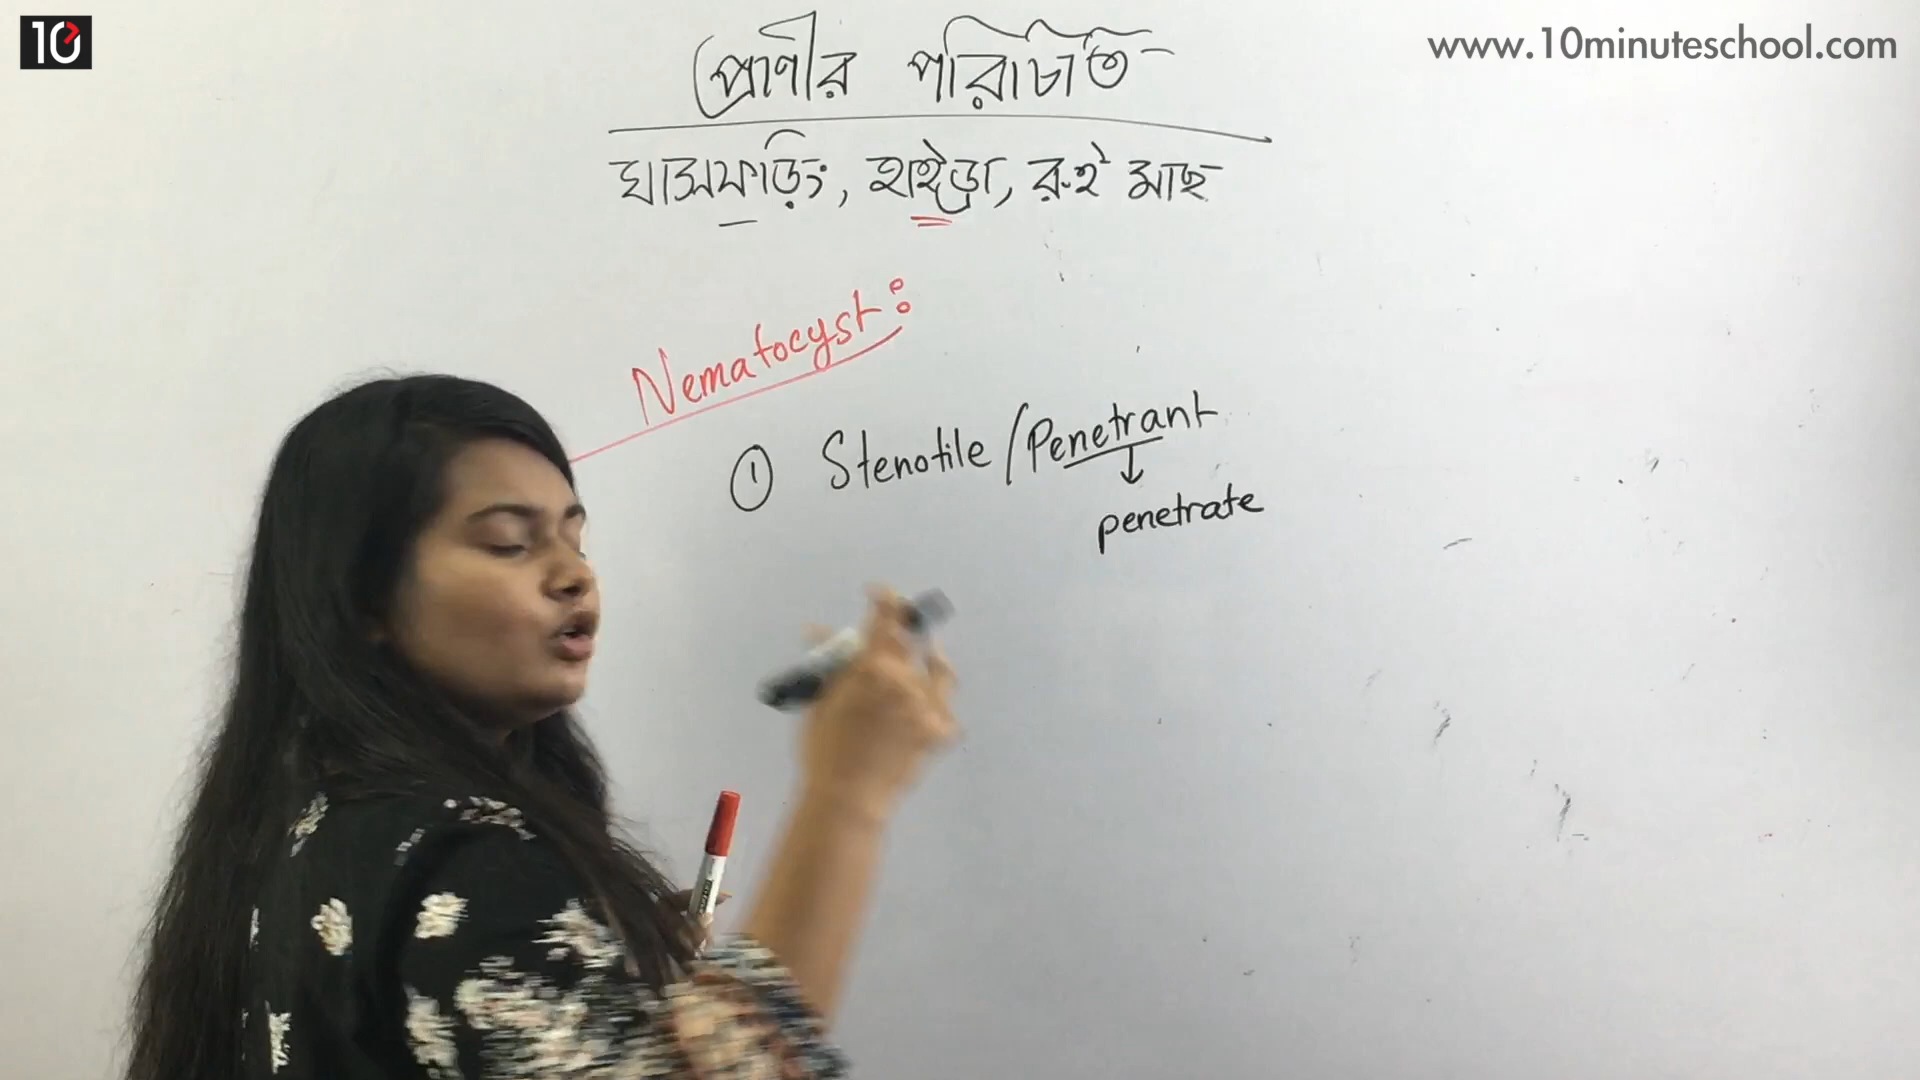 10
www.10minuteschool.com
প্রাণীর পরিচিতি
ঘাসফড়িং, হাইড্রা, রুই মাছ
Nematocyst:
① Stenotile / Penetrant
↓
penetrate